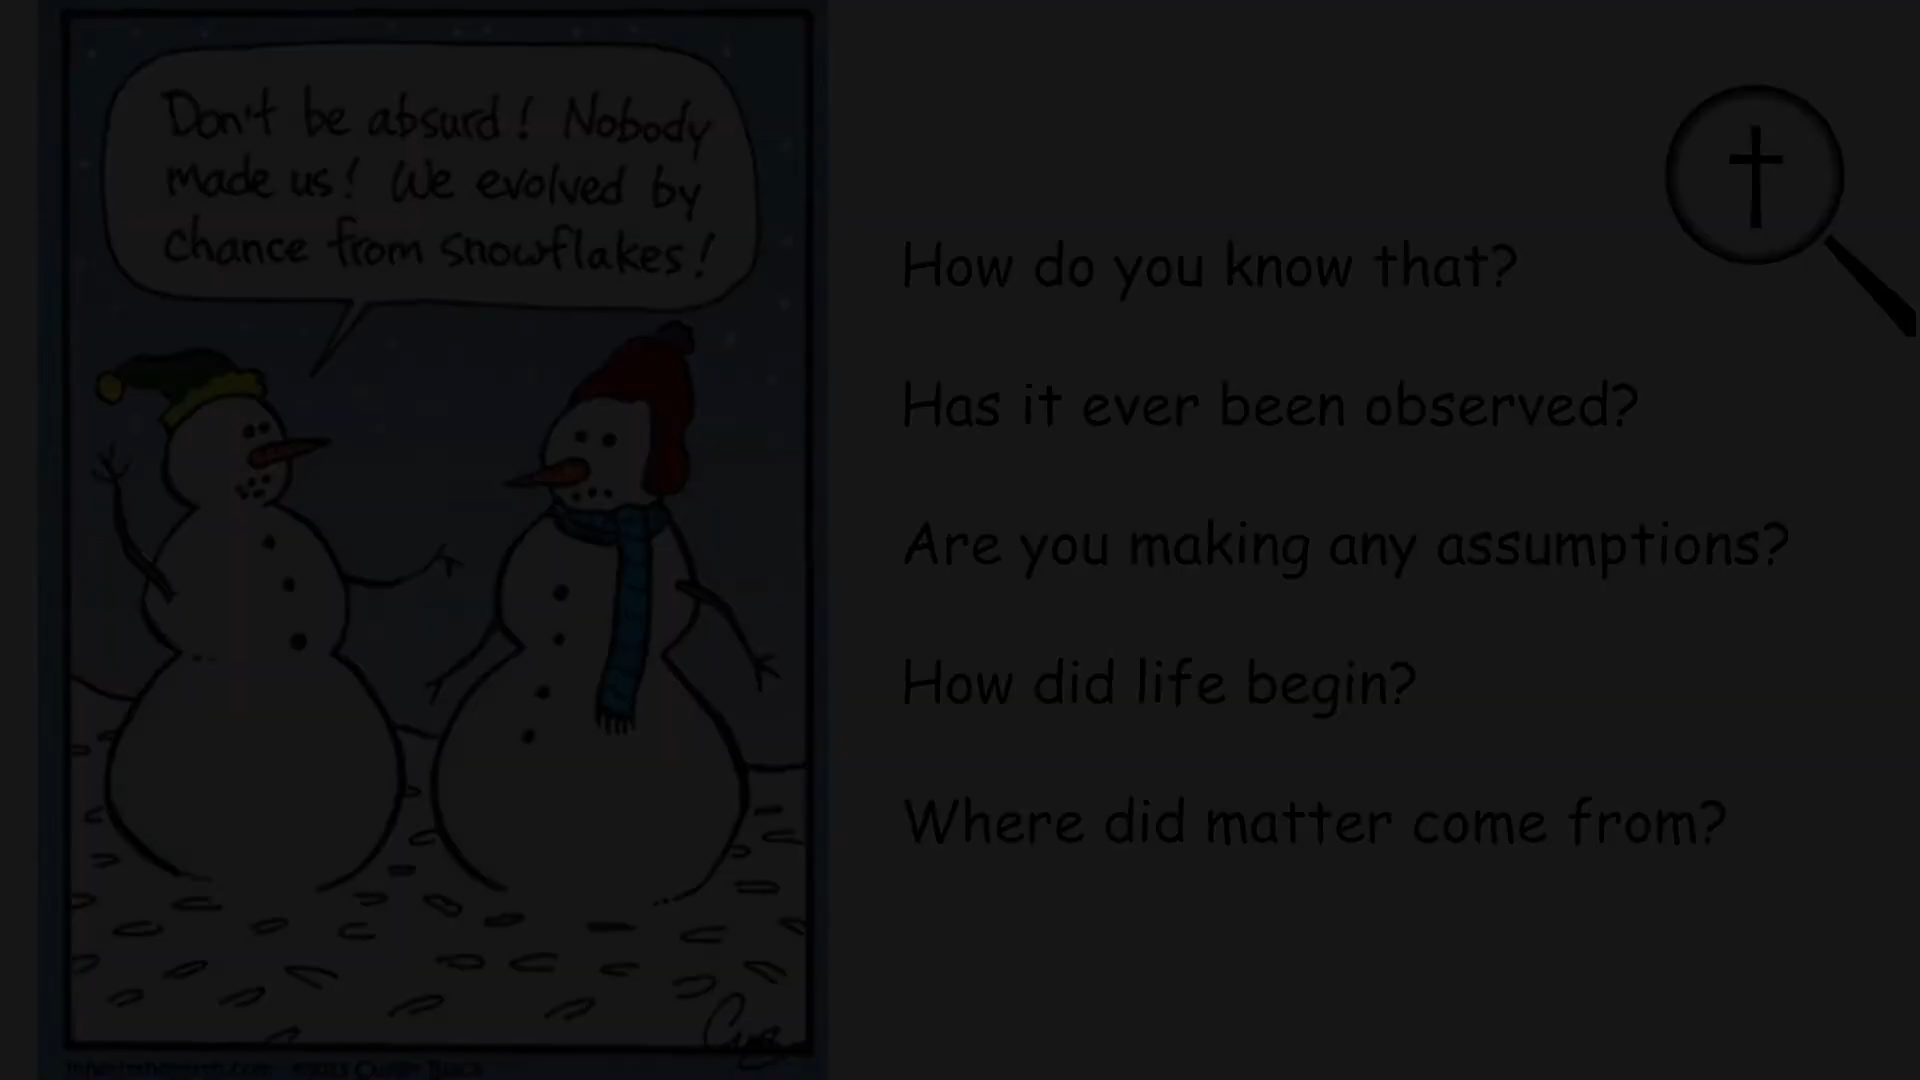 Don't be absurd! Nobody
made us! We evolved by
chance from snowflakes!
How do you know that?
Has it ever been observed?
Are you making any assumptions?
How did life begin?
Where did matter come from?